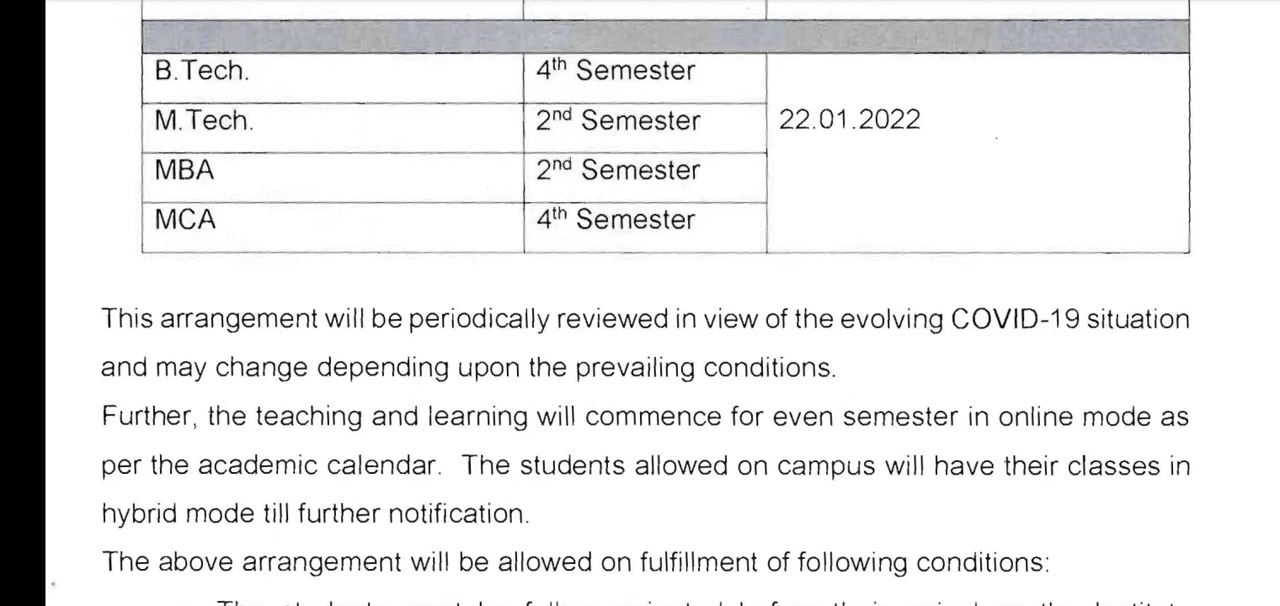 B.Tech. 4th Semester
M.Tech. 2nd Semester 22.01.2022
MBA 2nd Semester
MCA 4th Semester
This arrangement will be periodically reviewed in view of the evolving COVID-19 situation
and may change depending upon the prevailing conditions.
Further, the teaching and learning will commence for even semester in online mode as
per the academic calendar. The students allowed on campus will have their classes in
hybrid mode till further notification.
The above arrangement will be allowed on fulfillment of following conditions: